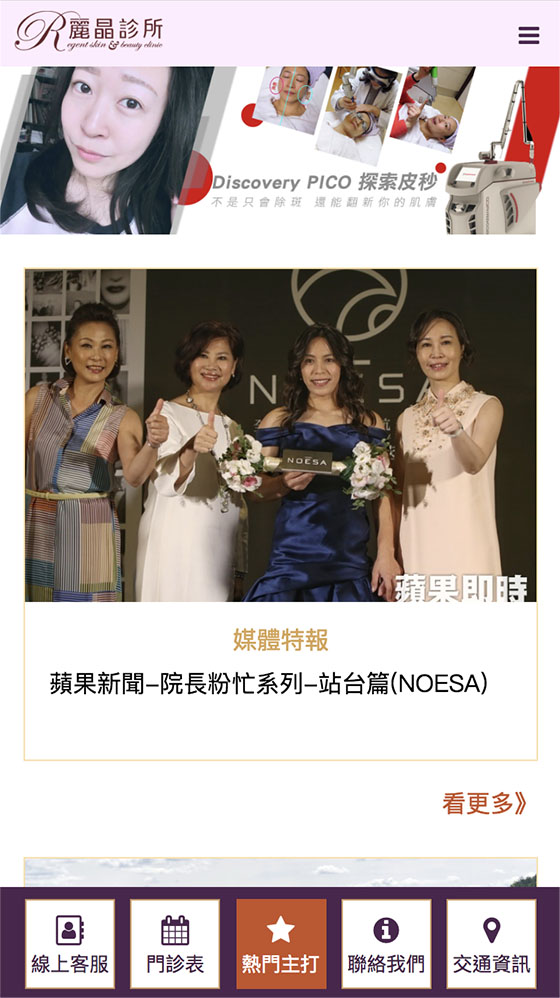 麗晶診所
Regent skin & beauty clinic
Discovery PICO 探索皮秒
不是只會除斑 還能翻新你的肌膚
NOESA
NOESA
蘋果即時
媒體特報
蘋果新聞–院長粉忙系列–站台篇(NOESA)
看更多》
線上客服
門診表
熱門主打
聯絡我們
交通資訊